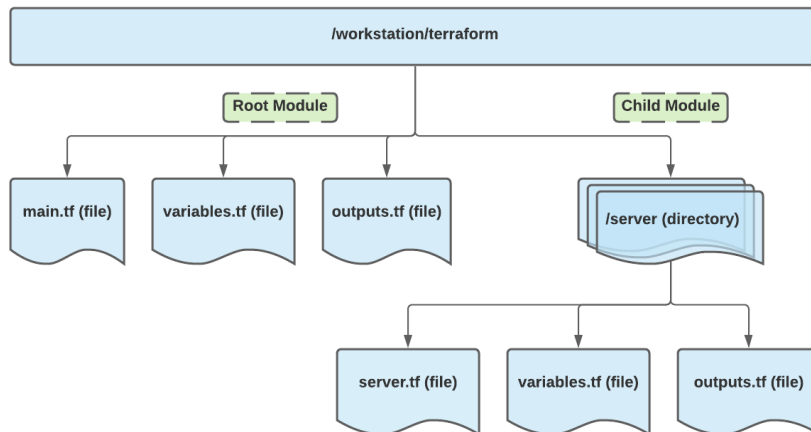 /workstation/terraform
Root Module
Child Module
main.tf (file)
variables.tf (file)
outputs.tf (file)
/server (directory)
server.tf (file)
variables.tf (file)
outputs.tf (file)